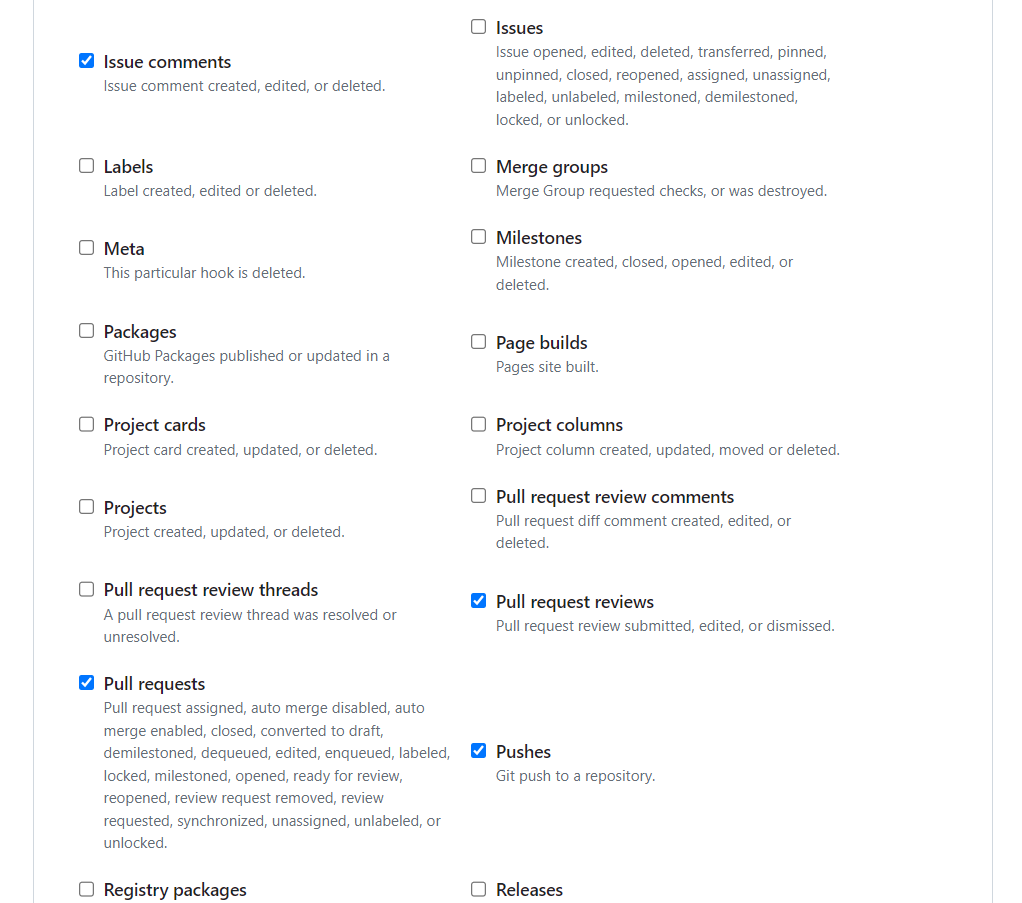 Issue comments
Issue comment created, edited, or deleted.
Issues
Issue opened, edited, deleted, transferred, pinned,
unpinned, closed, reopened, assigned, unassigned,
labeled, unlabeled, milestoned, demilestoned,
locked, or unlocked.
Labels
Label created, edited or deleted.
Merge groups
Merge Group requested checks, or was destroyed.
Meta
This particular hook is deleted.
Milestones
Milestone created, closed, opened, edited, or
deleted.
Packages
GitHub Packages published or updated in a
repository.
Page builds
Pages site built.
Project cards
Project card created, updated, or deleted.
Project columns
Project column created, updated, moved or deleted.
Projects
Project created, updated, or deleted.
Pull request review comments
Pull request diff comment created, edited, or
deleted.
Pull request review threads
A pull request review thread was resolved or
unresolved.
Pull request reviews
Pull request review submitted, edited, or dismissed.
Pull requests
Pull request assigned, auto merge disabled, auto
merge enabled, closed, converted to draft,
demilestoned, dequeued, edited, enqueued, labeled,
locked, milestoned, opened, ready for review,
reopened, review request removed, review
requested, synchronized, unassigned, unlabeled, or
unlocked.
Pushes
Git push to a repository.
Registry packages
Releases